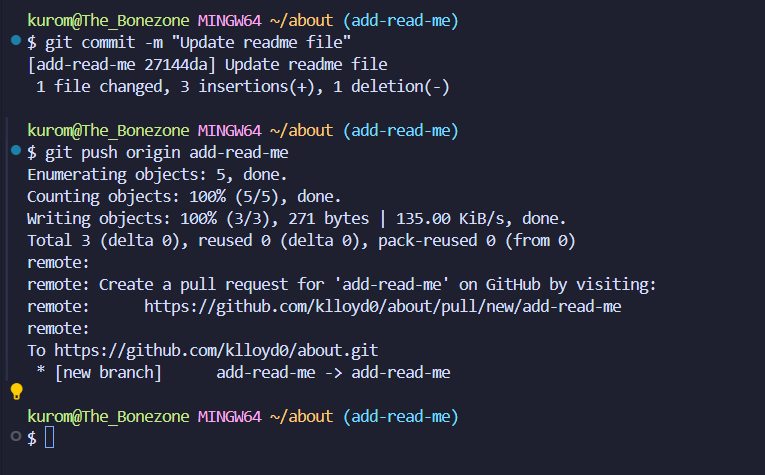 kurom@The_Bonezone MINGW64 ~/about (add-read-me)
$ git commit -m "Update readme file"
[add-read-me 27144da] Update readme file
 1 file changed, 3 insertions(+), 1 deletion(-)
kurom@The_Bonezone MINGW64 ~/about (add-read-me)
$ git push origin add-read-me
Enumerating objects: 5, done.
Counting objects: 100% (5/5), done.
Writing objects: 100% (3/3), 271 bytes | 135.00 KiB/s, done.
Total 3 (delta 0), reused 0 (delta 0), pack-reused 0 (from 0)
remote:
remote: Create a pull request for 'add-read-me' on GitHub by visiting:
remote:      https://github.com/klloyd0/about/pull/new/add-read-me
remote:
To https://github.com/klloyd0/about.git
 * [new branch]      add-read-me -> add-read-me
kurom@The_Bonezone MINGW64 ~/about (add-read-me)
$